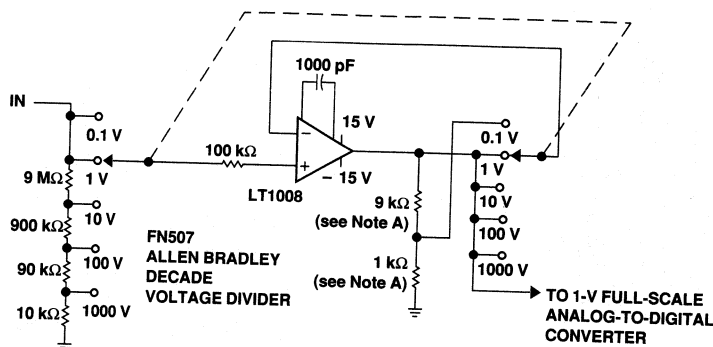 1000 pF
IN
0.1 V
15 V
0.1 V
100 kΩ
1 V
– 15 V
1 V
9 MΩ
LT1008
10 V
9 kΩ
10 V
(see Note A)
900 kΩ
100 V
FN507
100 V
ALLEN BRADLEY
1 kΩ
1000 V
90 kΩ
DECADE
(see Note A)
1000 V
VOLTAGE DIVIDER
10 kΩ
TO 1-V FULL-SCALE
ANALOG-TO-DIGITAL
CONVERTER